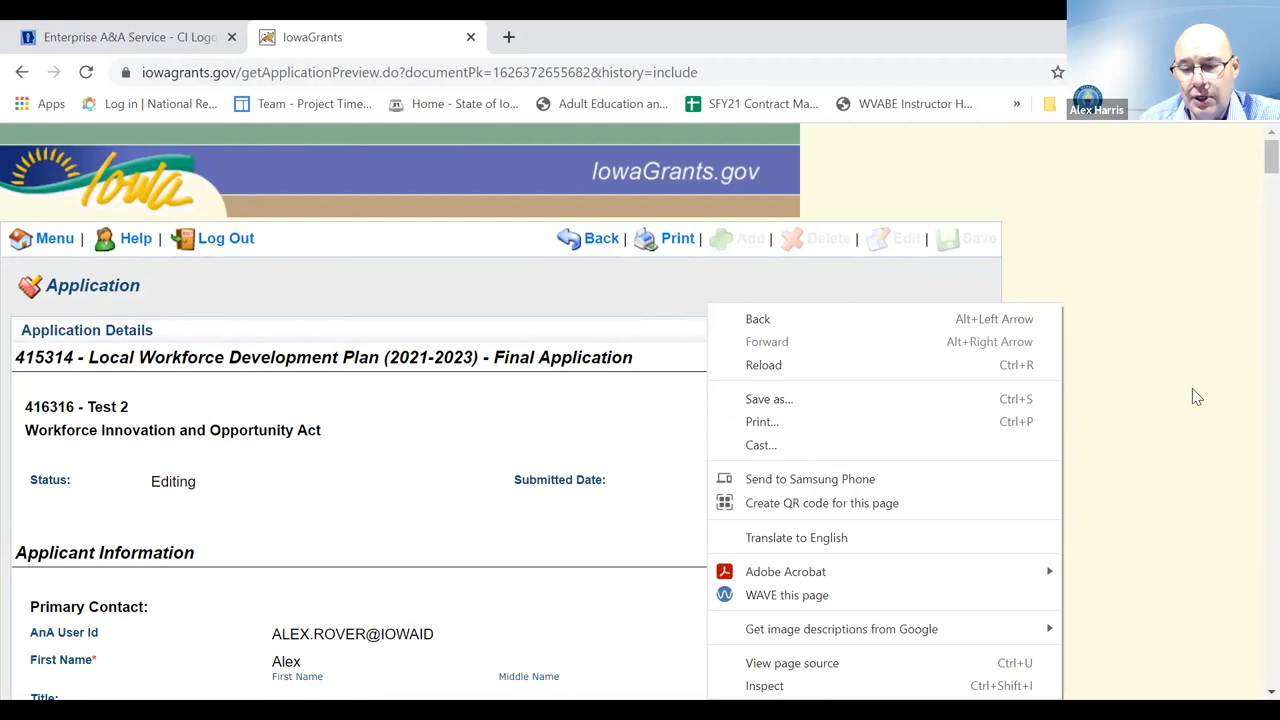 Enterprise A&A Service - CI Logo
IowaGrants
iowagrants.gov/getApplicationPreview.do?documentPk=1626372655682&history=include
Apps
Log in | National Re...
Team - Project Time...
Home - State of Io...
Adult Education an...
SFY21 Contract Ma...
WVABE Instructor H...
»
Alex Harris
Iowa
IowaGrants.gov
Menu | Help | Log Out
Back | Print | Add | Delete | Edit | Save
Application
Application Details
415314 - Local Workforce Development Plan (2021-2023) - Final Application
416316 - Test 2
Workforce Innovation and Opportunity Act
Status: Editing Submitted Date:
Applicant Information
Primary Contact:
AnA User Id ALEX.ROVER@IOWAID
First Name* Alex
First Name Middle Name
Title:
Back Alt+Left Arrow
Forward Alt+Right Arrow
Reload Ctrl+R
Save as... Ctrl+S
Print... Ctrl+P
Cast...
Send to Samsung Phone
Create QR code for this page
Translate to English
Adobe Acrobat
WAVE this page
Get image descriptions from Google
View page source Ctrl+U
Inspect Ctrl+Shift+I